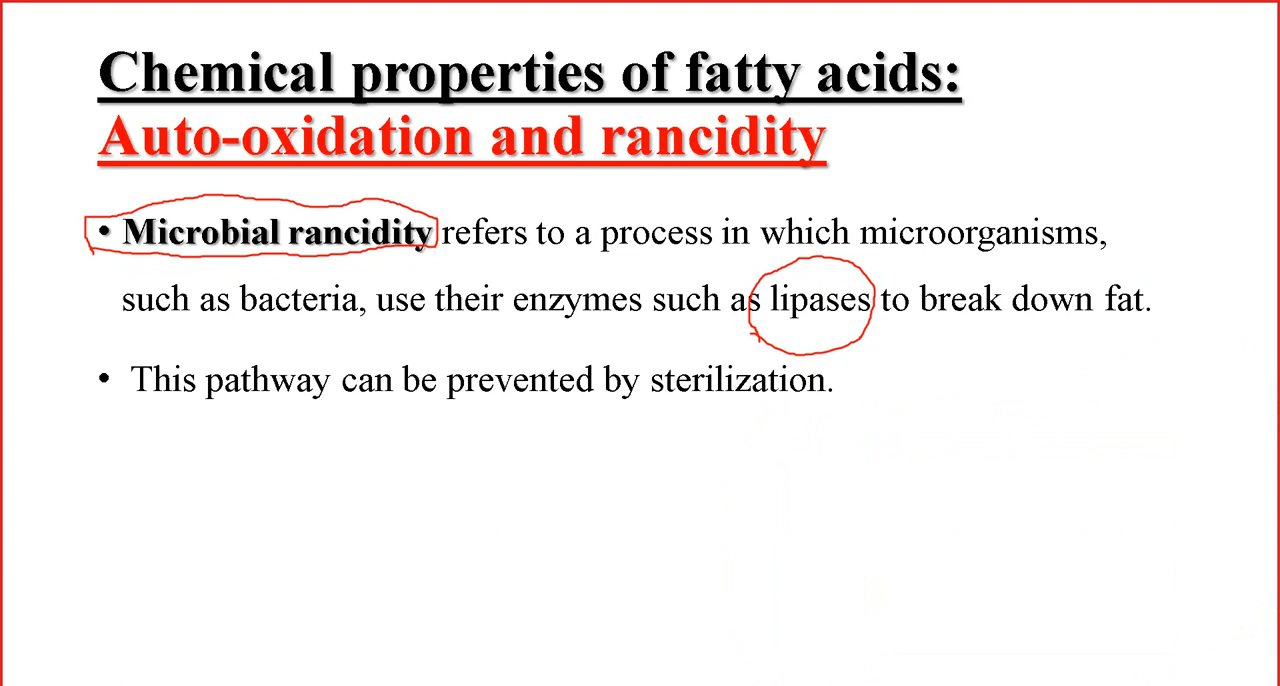 Chemical properties of fatty acids:
Auto-oxidation and rancidity
• Microbial rancidity refers to a process in which microorganisms,
such as bacteria, use their enzymes such as lipases to break down fat.
• This pathway can be prevented by sterilization.